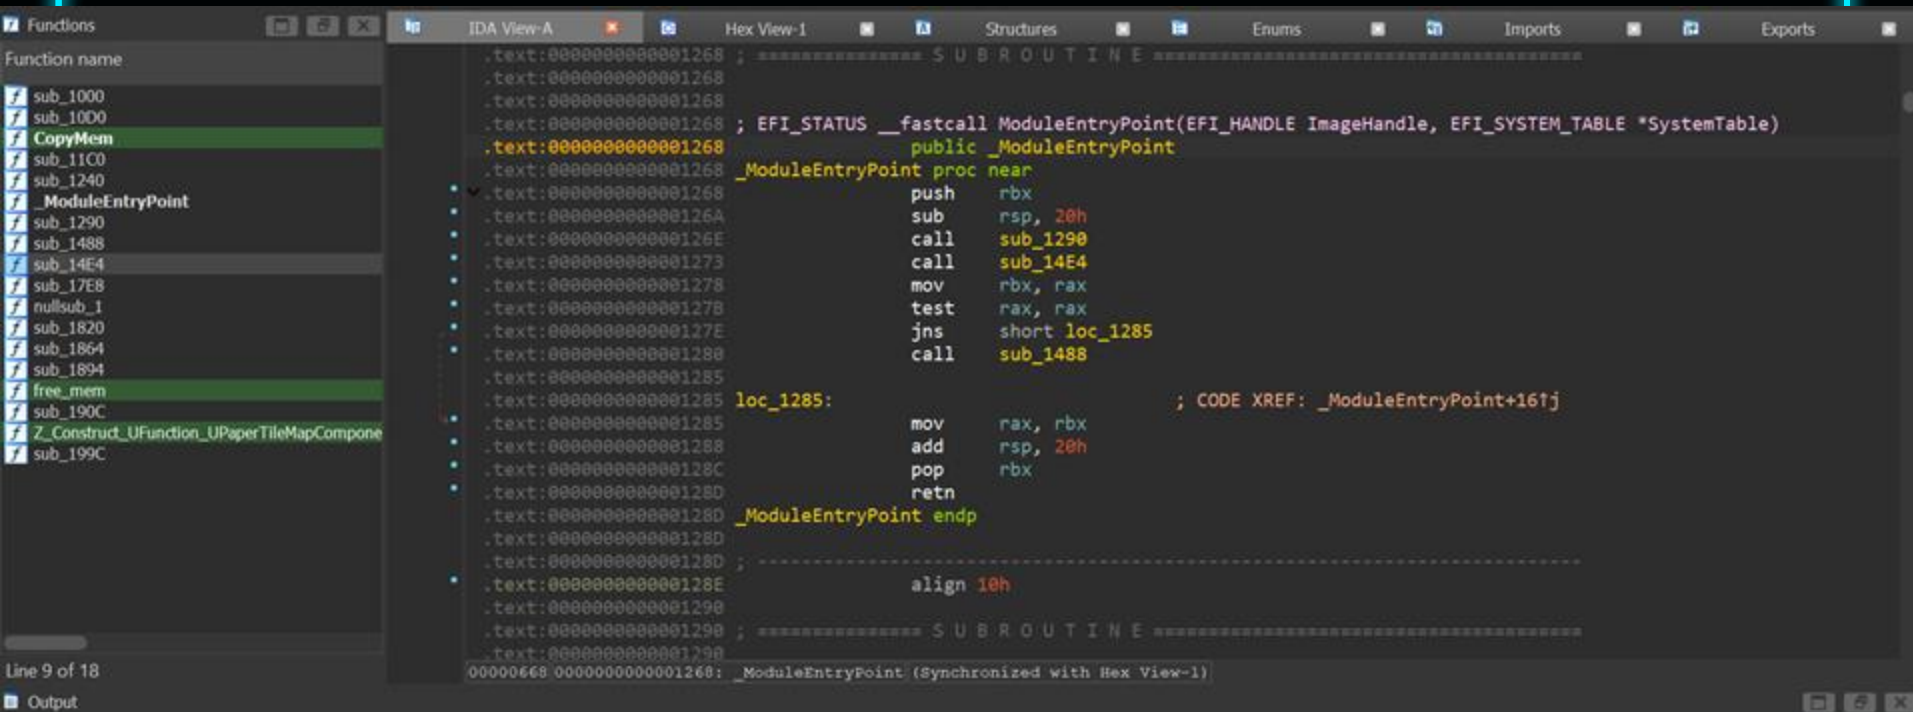 Functions
Function name
sub_1000
sub_10D0
CopyMem
sub_11C0
sub_1240
_ModuleEntryPoint
sub_1290
sub_1488
sub_14E4
sub_17E8
nullsub_1
sub_1820
sub_1864
sub_1894
free_mem
sub_190C
Z_Construct_UFunction_UPaperTileMapCompone
sub_199C
Line 9 of 18
Output
IDA View-A Hex View-1 Structures Enums Imports Exports
.text:0000000000001268 ; =============== S U B R O U T I N E =======================================
.text:0000000000001268
.text:0000000000001268
.text:0000000000001268 ; EFI_STATUS __fastcall ModuleEntryPoint(EFI_HANDLE ImageHandle, EFI_SYSTEM_TABLE *SystemTable)
.text:0000000000001268 public _ModuleEntryPoint
.text:0000000000001268 _ModuleEntryPoint proc near
.text:0000000000001268 push rbx
.text:000000000000126A sub rsp, 20h
.text:000000000000126E call sub_1290
.text:0000000000001273 call sub_14E4
.text:0000000000001278 mov rbx, rax
.text:000000000000127B test rax, rax
.text:000000000000127E jns short loc_1285
.text:0000000000001280 call sub_1488
.text:0000000000001285
.text:0000000000001285 loc_1285: ; CODE XREF: _ModuleEntryPoint+16↑j
.text:0000000000001285 mov rax, rbx
.text:0000000000001288 add rsp, 20h
.text:000000000000128C pop rbx
.text:000000000000128D retn
.text:000000000000128D _ModuleEntryPoint endp
.text:000000000000128D
.text:000000000000128D ; ---------------------------------------------------------------------------
.text:000000000000128E align 10h
.text:0000000000001290
.text:0000000000001290 ; =============== S U B R O U T I N E =======================================
.text:0000000000001290
00000668 0000000000001268: _ModuleEntryPoint (Synchronized with Hex View-1)